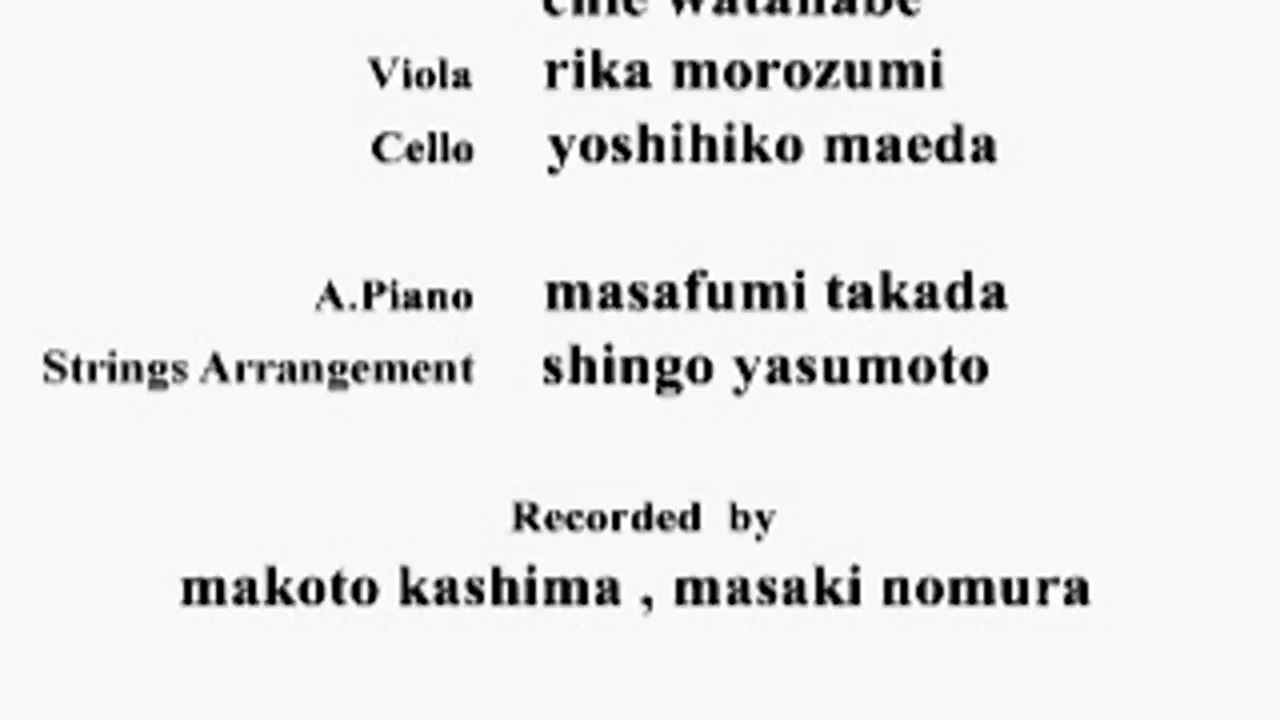 watanabe
Viola rika morozumi
Cello yoshihiko maeda
A.Piano masafumi takada
Strings Arrangement shingo yasumoto
Recorded by
makoto kashima , masaki nomura